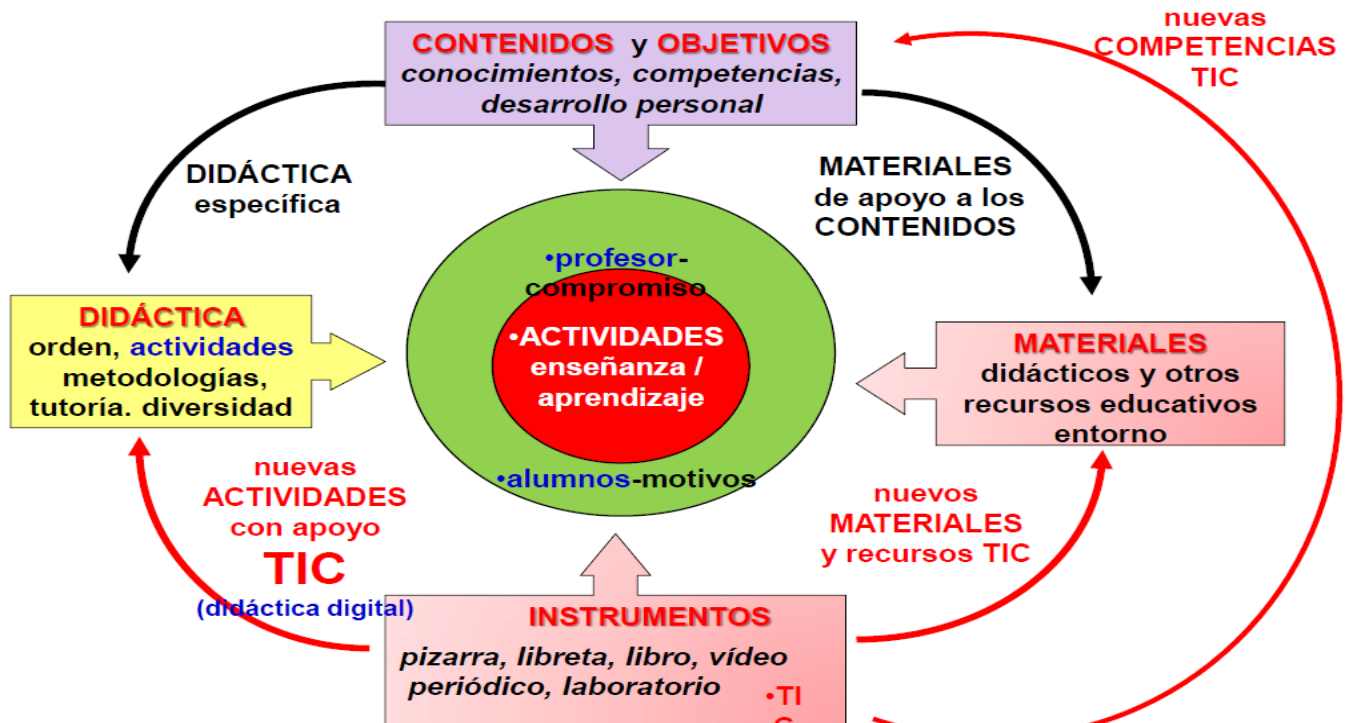 CONTENIDOS y OBJETIVOS
conocimientos, competencias,
desarrollo personal
nuevas
COMPETENCIAS
TIC
DIDÁCTICA
específica
MATERIALES
de apoyo a los
CONTENIDOS
•profesor-
compromiso
•ACTIVIDADES
enseñanza /
aprendizaje
•alumnos-motivos
DIDÁCTICA
orden, actividades
metodologías,
tutoría. diversidad
MATERIALES
didácticos y otros
recursos educativos
entorno
nuevas
ACTIVIDADES
con apoyo
TIC
(didáctica digital)
nuevos
MATERIALES
y recursos TIC
INSTRUMENTOS
pizarra, libreta, libro, vídeo
periódico, laboratorio
•TI
C